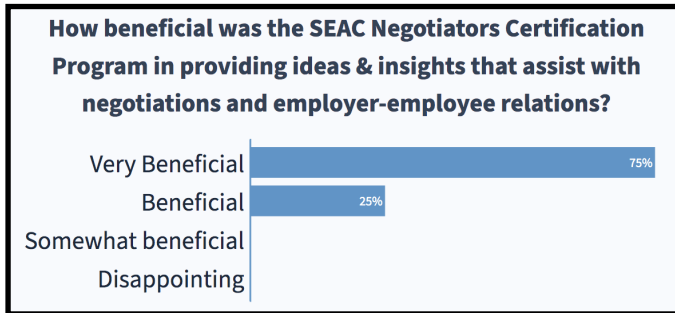 How beneficial was the SEAC Negotiators Certification
Program in providing ideas & insights that assist with
negotiations and employer-employee relations?
Very Beneficial 75%
Beneficial 25%
Somewhat beneficial
Disappointing